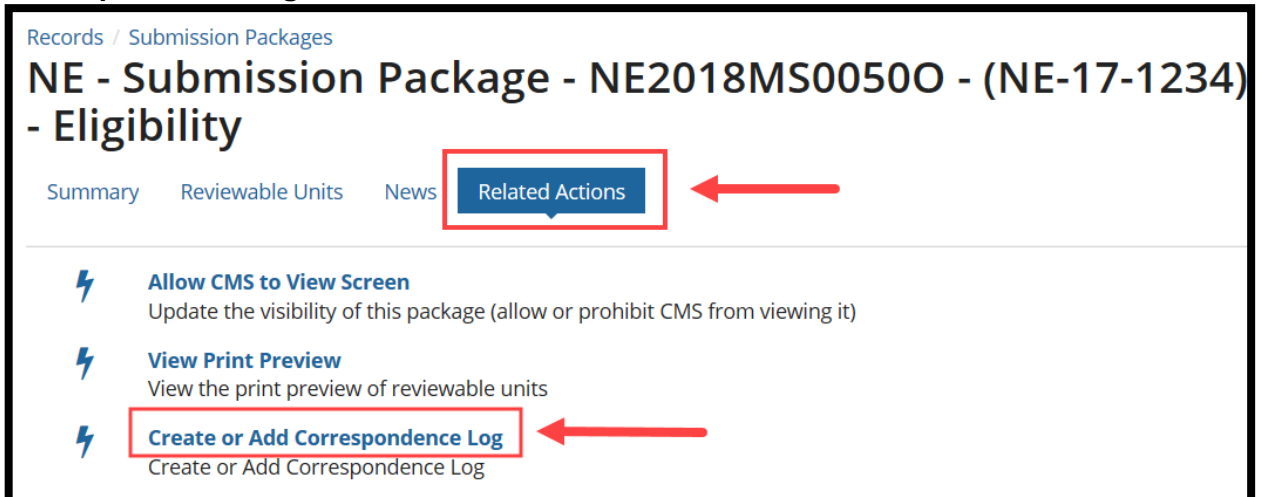 Records / Submission Packages
NE - Submission Package - NE2018MS0050O - (NE-17-1234)
- Eligibility
Summary Reviewable Units News Related Actions
Allow CMS to View Screen
Update the visibility of this package (allow or prohibit CMS from viewing it)
View Print Preview
View the print preview of reviewable units
Create or Add Correspondence Log
Create or Add Correspondence Log